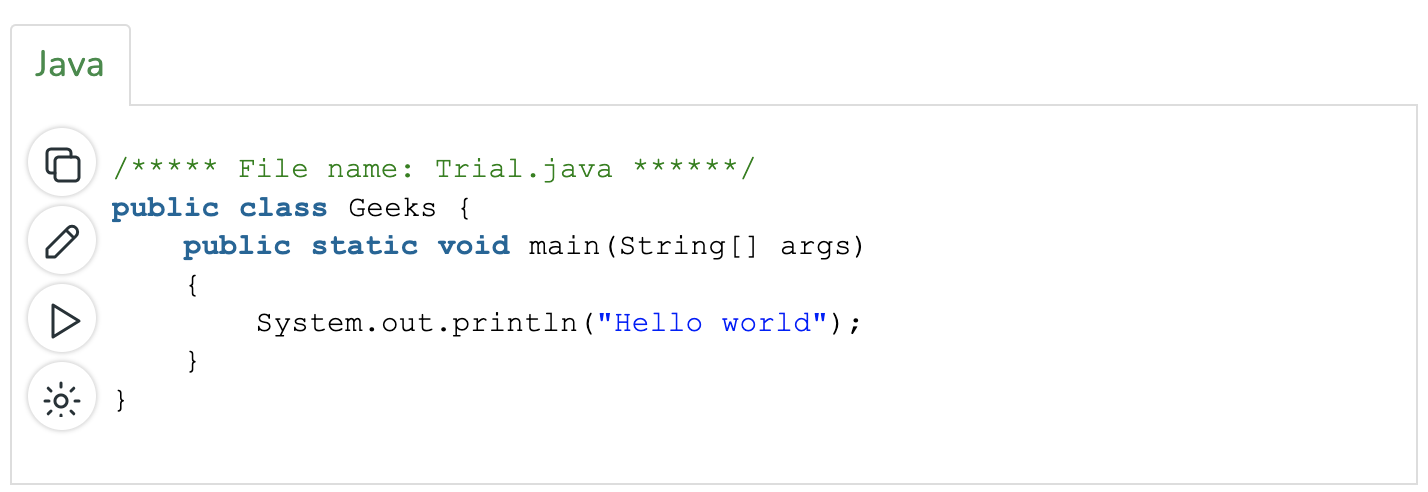 Java
/***** File name: Trial.java ******/
public class Geeks {
    public static void main(String[] args)
    {
        System.out.println("Hello world");
    }
}